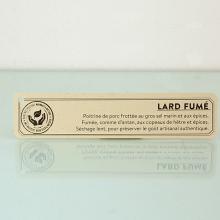 LARD FUMÉ
Poitrine de porc frottée au gros sel marin et aux épices.
Fumée, comme d'antan, aux copeaux de hêtre et épices.
Séchage lent, pour préserver le goût artisanal authentique.